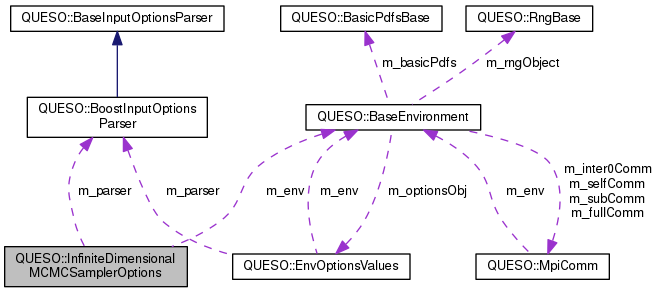 QUESO::BaseInputOptionsParser
QUESO::BasicPdfsBase
QUESO::RngBase
m_basicPdfs
m_rngObject
QUESO::BoostInputOptions
Parser
QUESO::BaseEnvironment
m_parser
m_parser
m_env
m_env
m_optionsObj
m_env
m_inter0Comm
m_selfComm
m_subComm
m_fullComm
QUESO::InfiniteDimensional
MCMCSamplerOptions
QUESO::EnvOptionsValues
QUESO::MpiComm